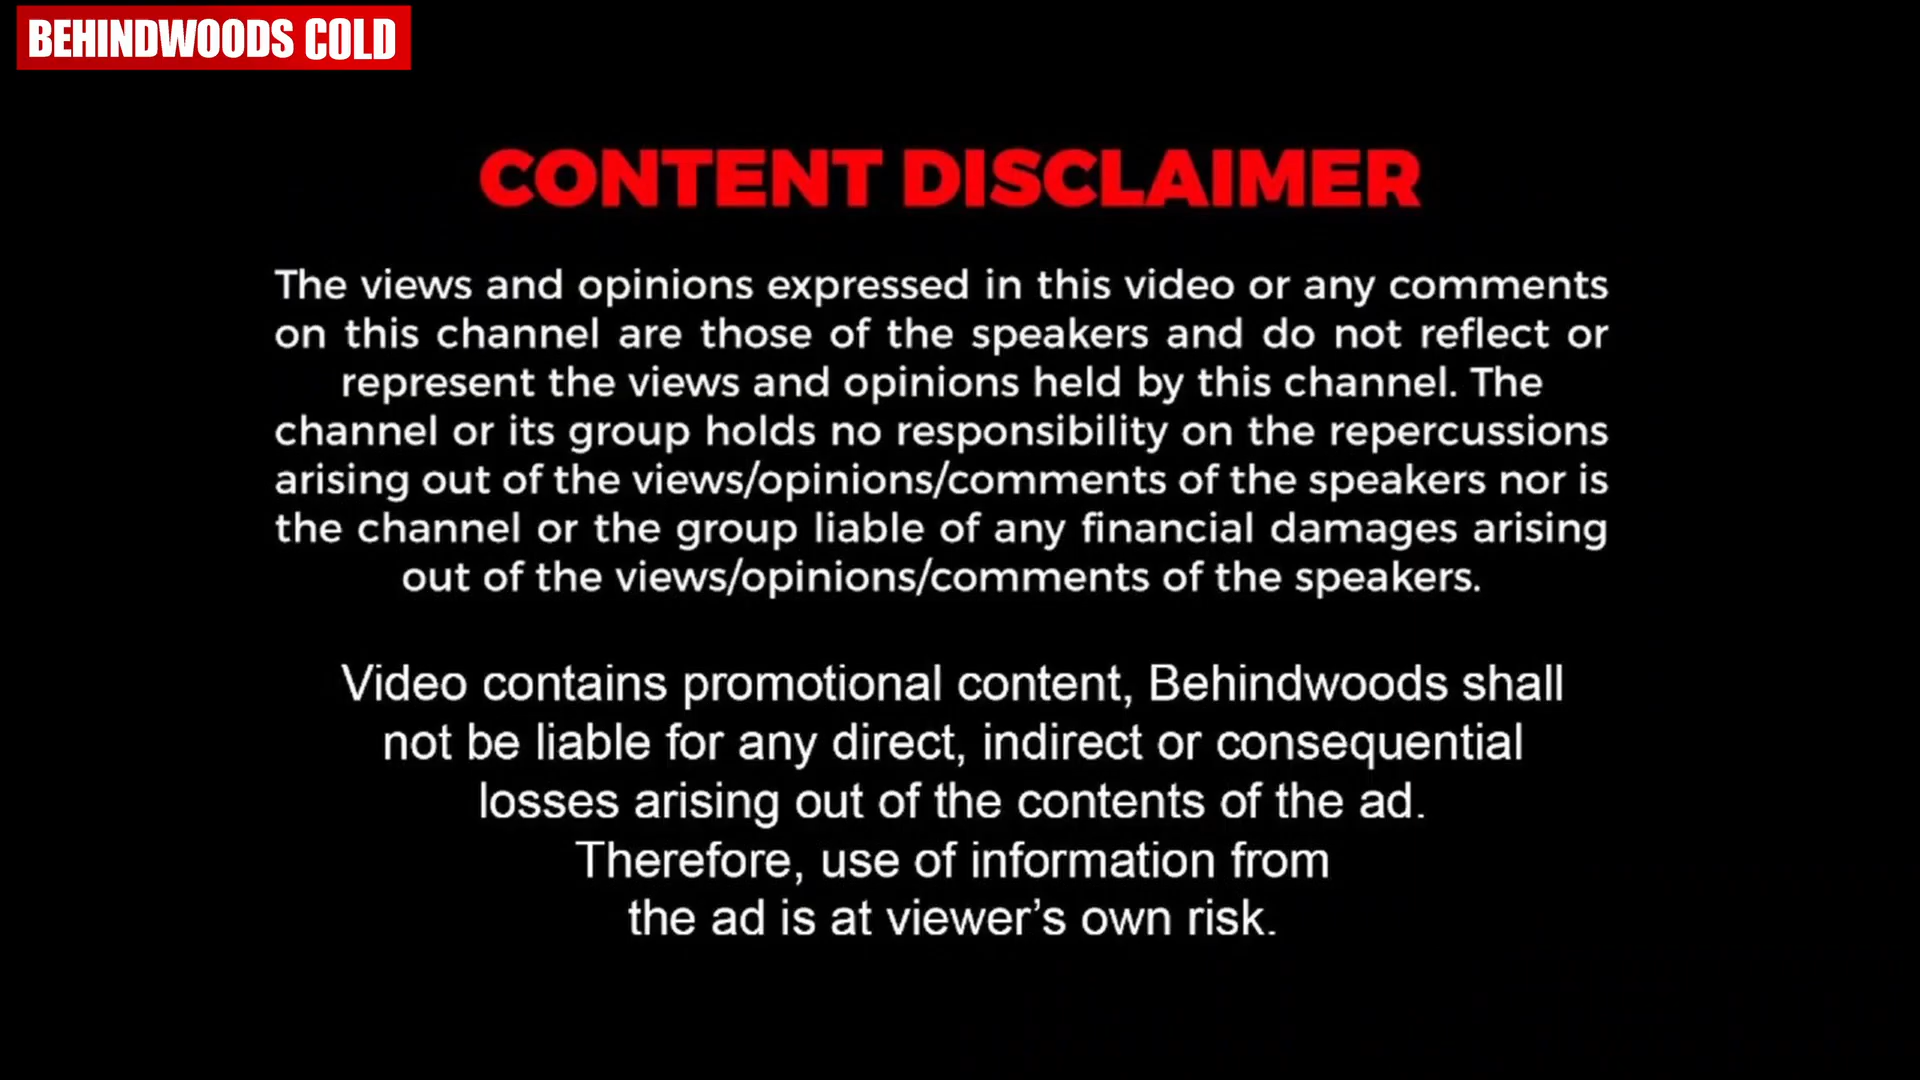 BEHINDWOODS COLD
CONTENT DISCLAIMER
The views and opinions expressed in this video or any comments
on this channel are those of the speakers and do not reflect or
represent the views and opinions held by this channel. The
channel or its group holds no responsibility on the repercussions
arising out of the views/opinions/comments of the speakers nor is
the channel or the group liable of any financial damages arising
out of the views/opinions/comments of the speakers.
Video contains promotional content, Behindwoods shall
not be liable for any direct, indirect or consequential
losses arising out of the contents of the ad.
Therefore, use of information from
the ad is at viewer’s own risk.